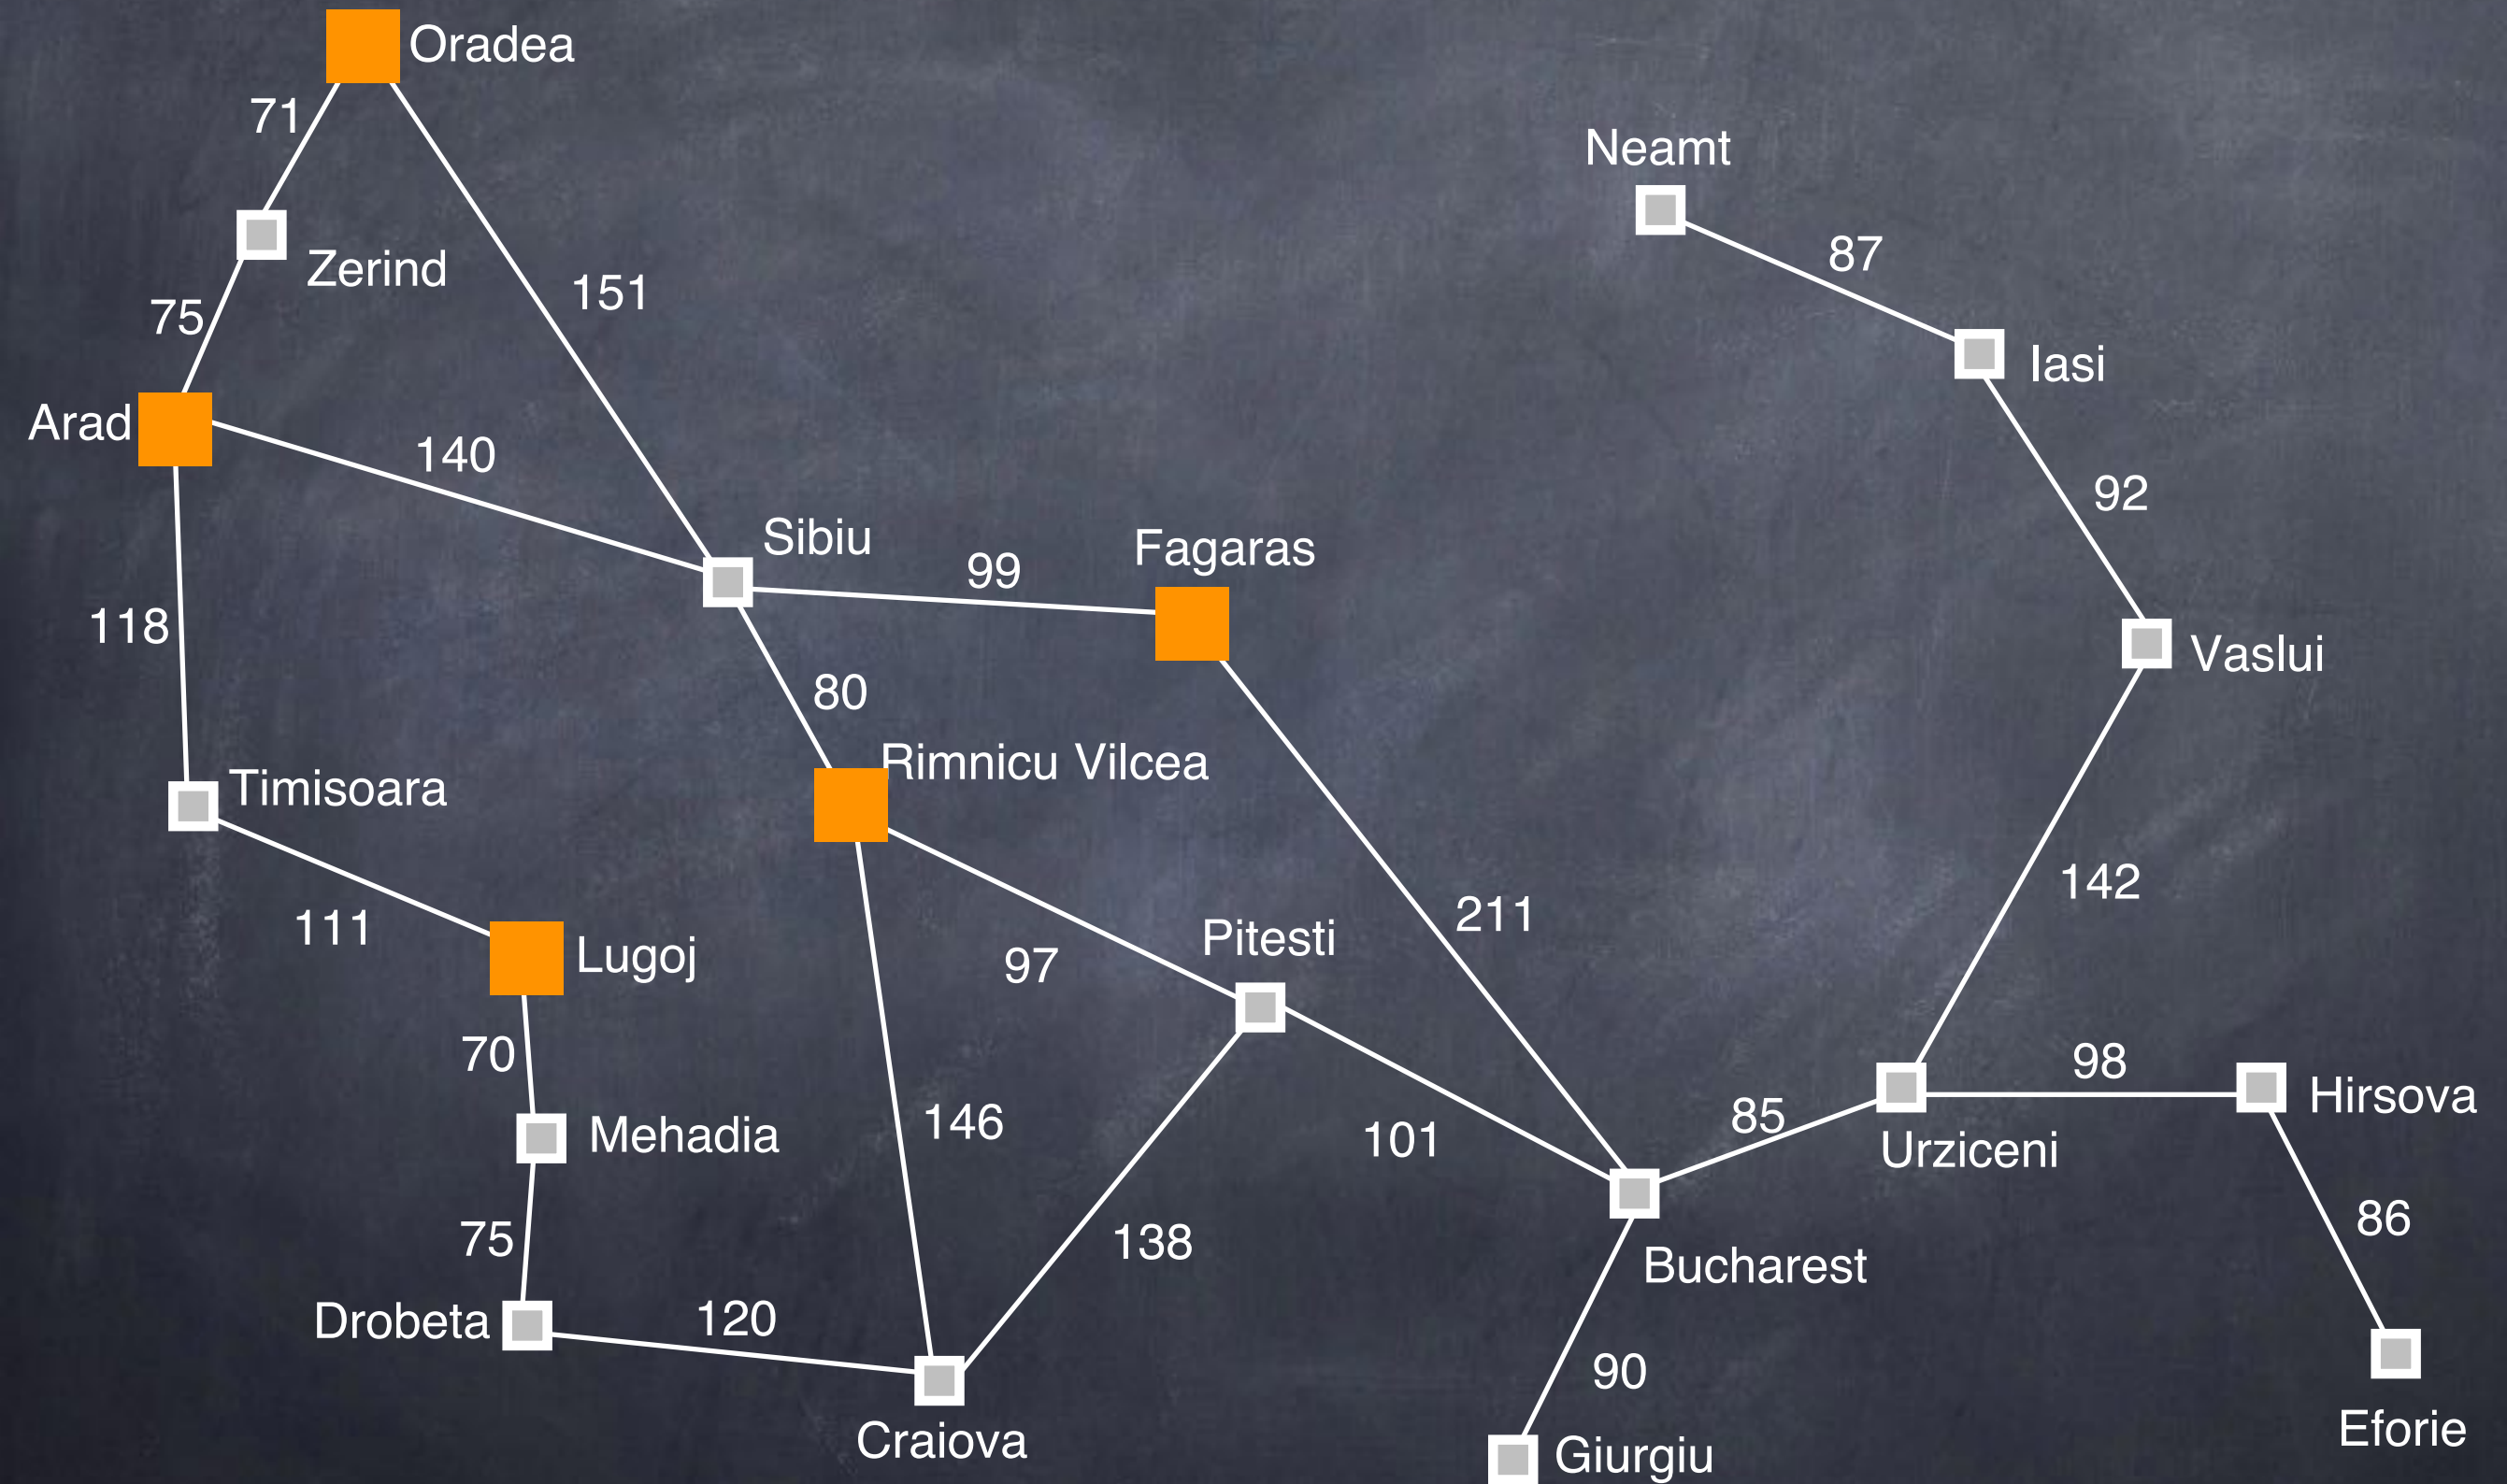 Oradea
71
Neamt
87
Zerind
151
75
Iasi
Arad
140
92
Sibiu
99
Fagaras
118
Vaslui
80
Rimnicu Vilcea
Timisoara
142
211
111
Lugoj
97
Pitesti
70
98
Hirsova
Mehadia
146
101
85
Urziceni
75
138
86
Bucharest
Drobeta
120
90
Craiova
Giurgiu
Eforie